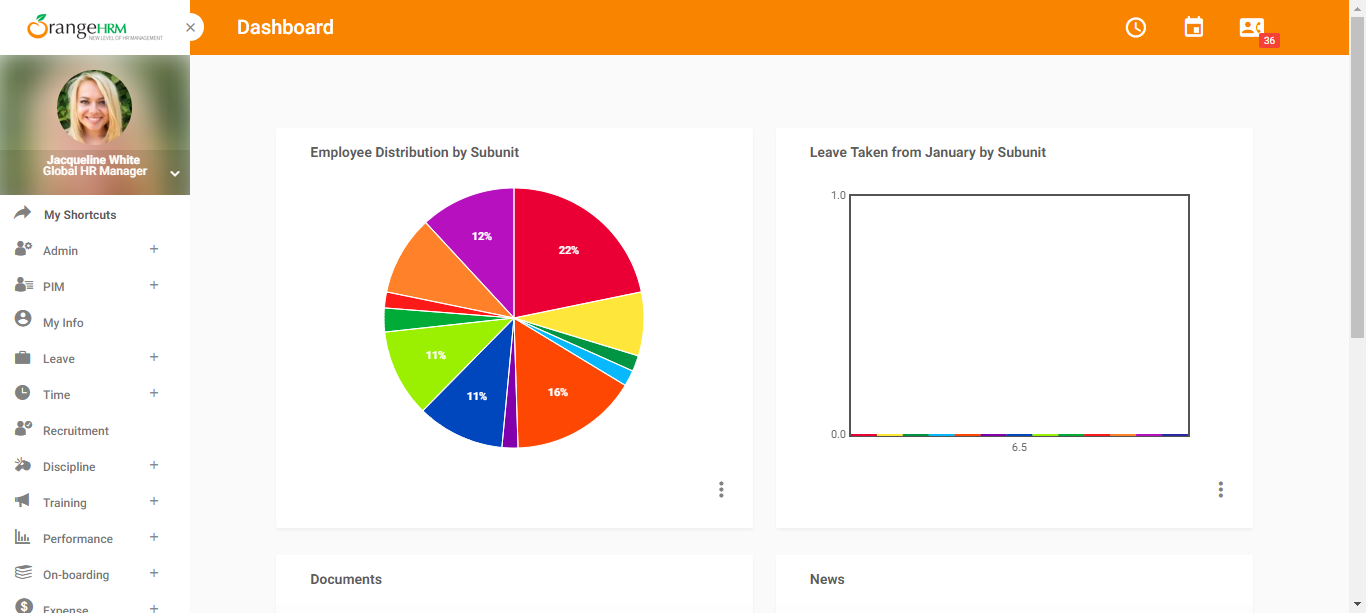 OrangeHRM
NEW LEVEL OF HR MANAGEMENT
Dashboard
36
Jacqueline White
Global HR Manager
My Shortcuts
Admin +
PIM +
My Info
Leave +
Time +
Recruitment
Discipline +
Training +
Performance +
On-boarding +
Expense +
Employee Distribution by Subunit
12%
22%
11%
11%
16%
Leave Taken from January by Subunit
1.0
0.0
6.5
Documents
News